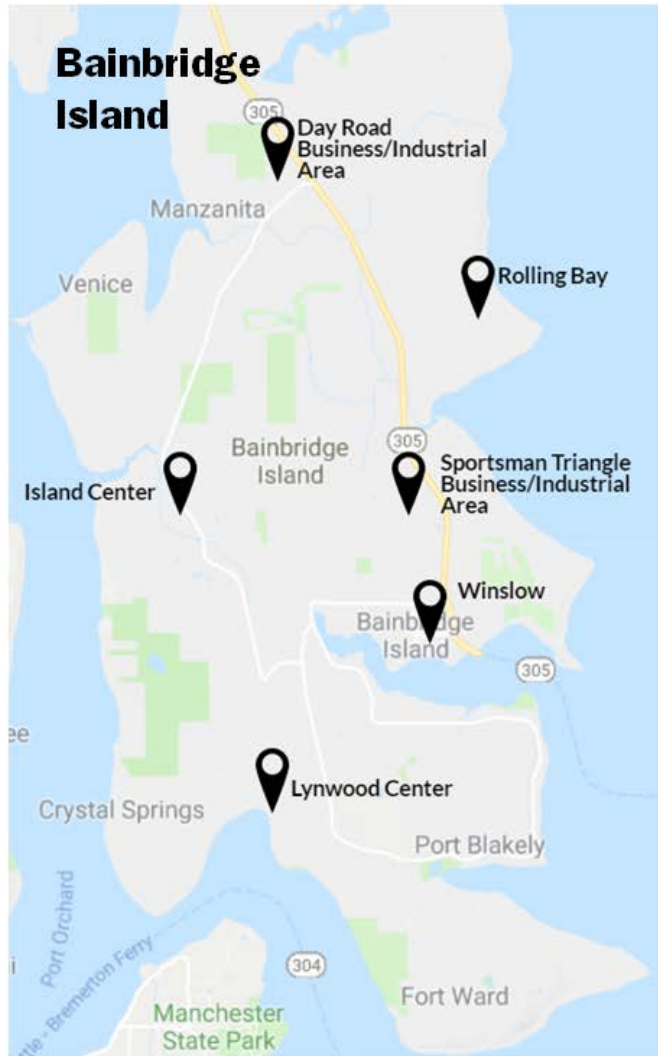 Bainbridge
Island
305
Day Road
Business/Industrial
Area
Manzanita
Rolling Bay
Venice
305
Bainbridge
Island
Sportsman Triangle
Business/Industrial
Area
Island Center
Winslow
Bainbridge
Island
305
ee
Lynwood Center
Crystal Springs
Port Blakely
Port Orchard
i
304
Fort Ward
Manchester
State Park
ttle - Bremerton Ferry